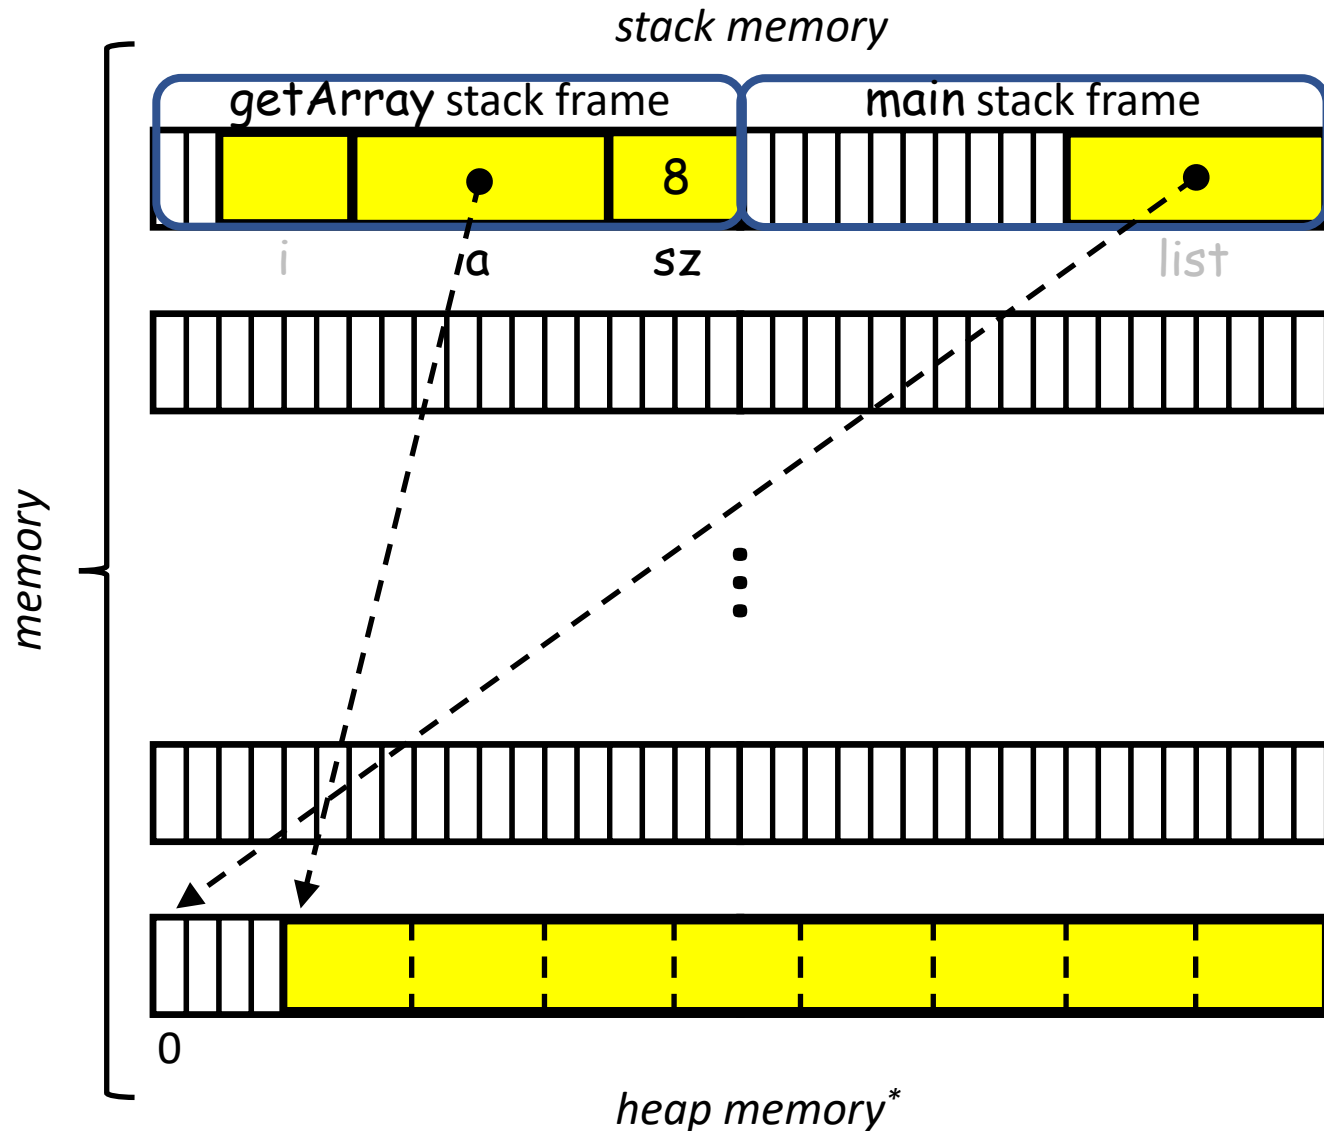 stack memory
getArray stack frame
main stack frame
8
i
a
sz
list
memory
0
heap memory*